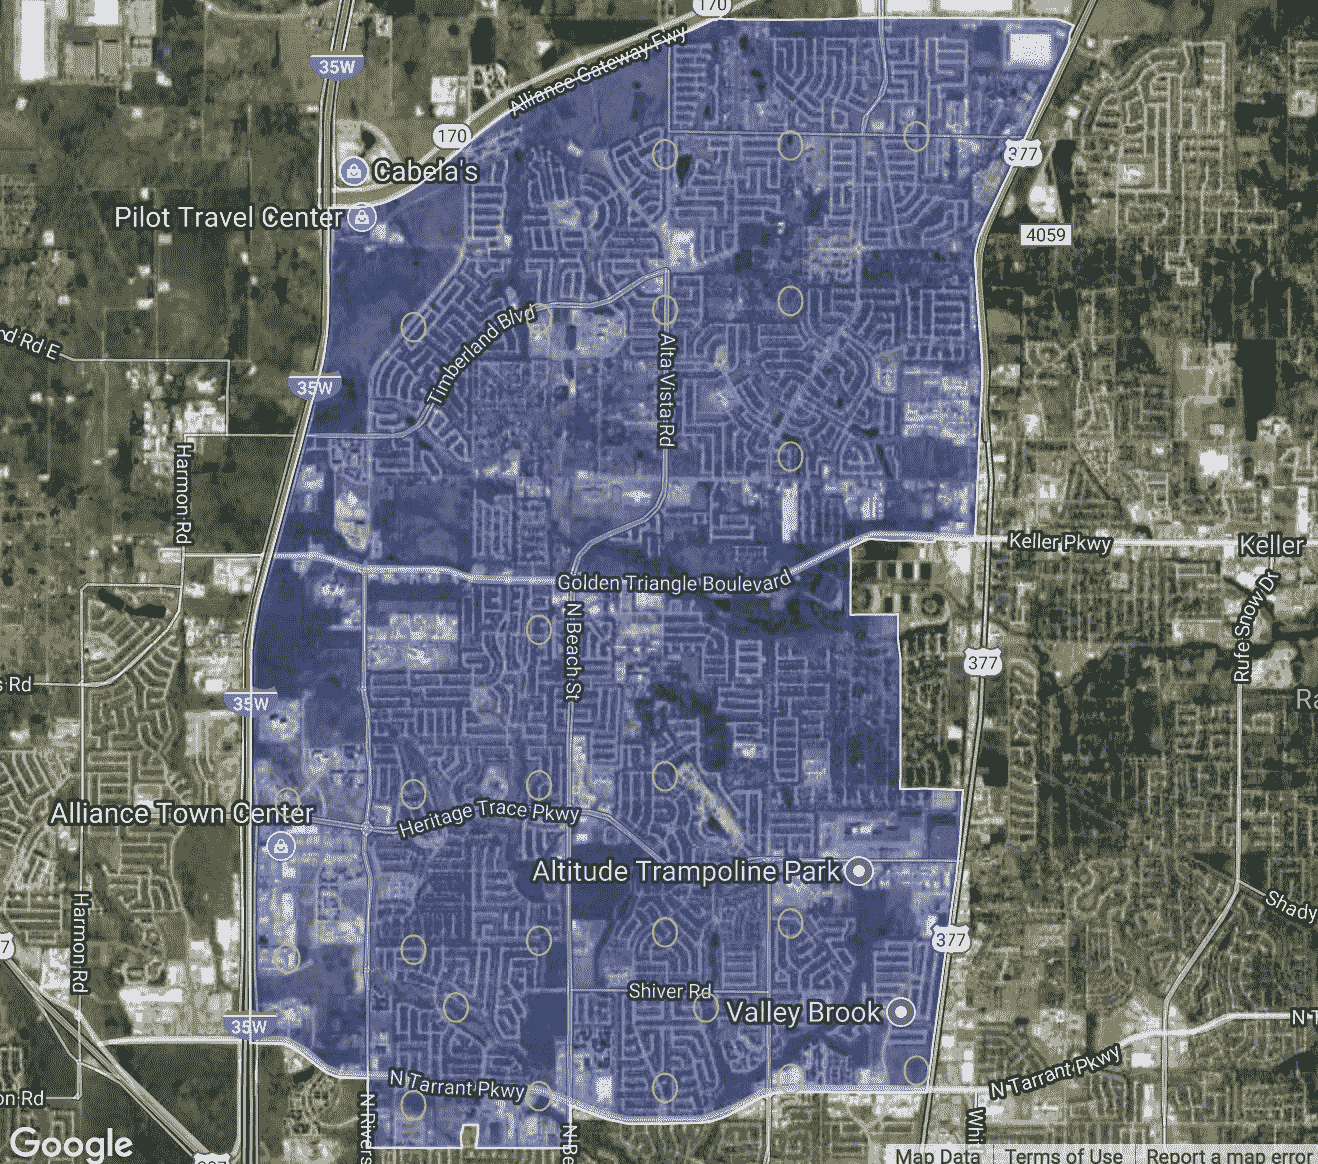 170
35W
Alliance Gateway Fwy
170
377
Cabela's
Pilot Travel Center
4059
Timberland Blvd
Alta Vista Rd
35W
Harmon Rd
Keller Pkwy
Keller
Golden Triangle Boulevard
Rufe Snow Dr
N Beach St
377
s Rd
35W
Ra
Alliance Town Center
Heritage Trace Pkwy
Altitude Trampoline Park
Shady
Harmon Rd
7
377
Shiver Rd
Valley Brook
35W
N T
N Tarrant Pkwy
N Tarrant Pkwy
on Rd
N Rivers
N Be
Whi
Google
Map Data
Terms of Use
Report a map error